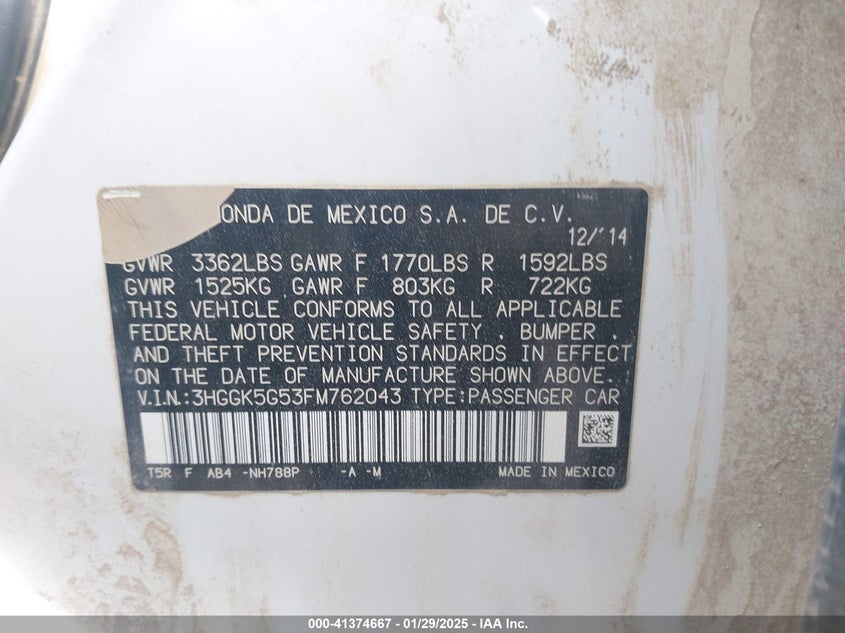 ONDA DE MEXICO S.A. DE C.V.
12/'14
GVWR 3362LBS GAWR F 1770LBS R 1592LBS
GVWR 1525KG GAWR F 803KG R 722KG
THIS VEHICLE CONFORMS TO ALL APPLICABLE
FEDERAL MOTOR VEHICLE SAFETY , BUMPER ,
AND THEFT PREVENTION STANDARDS IN EFFECT
ON THE DATE OF MANUFACTURE SHOWN ABOVE.
V.I.N.:3HGGK5G53FM762043 TYPE:PASSENGER CAR
T5R F AB4 -NH788P -A -M MADE IN MEXICO
000-41374667 - 01/29/2025 - IAA Inc.